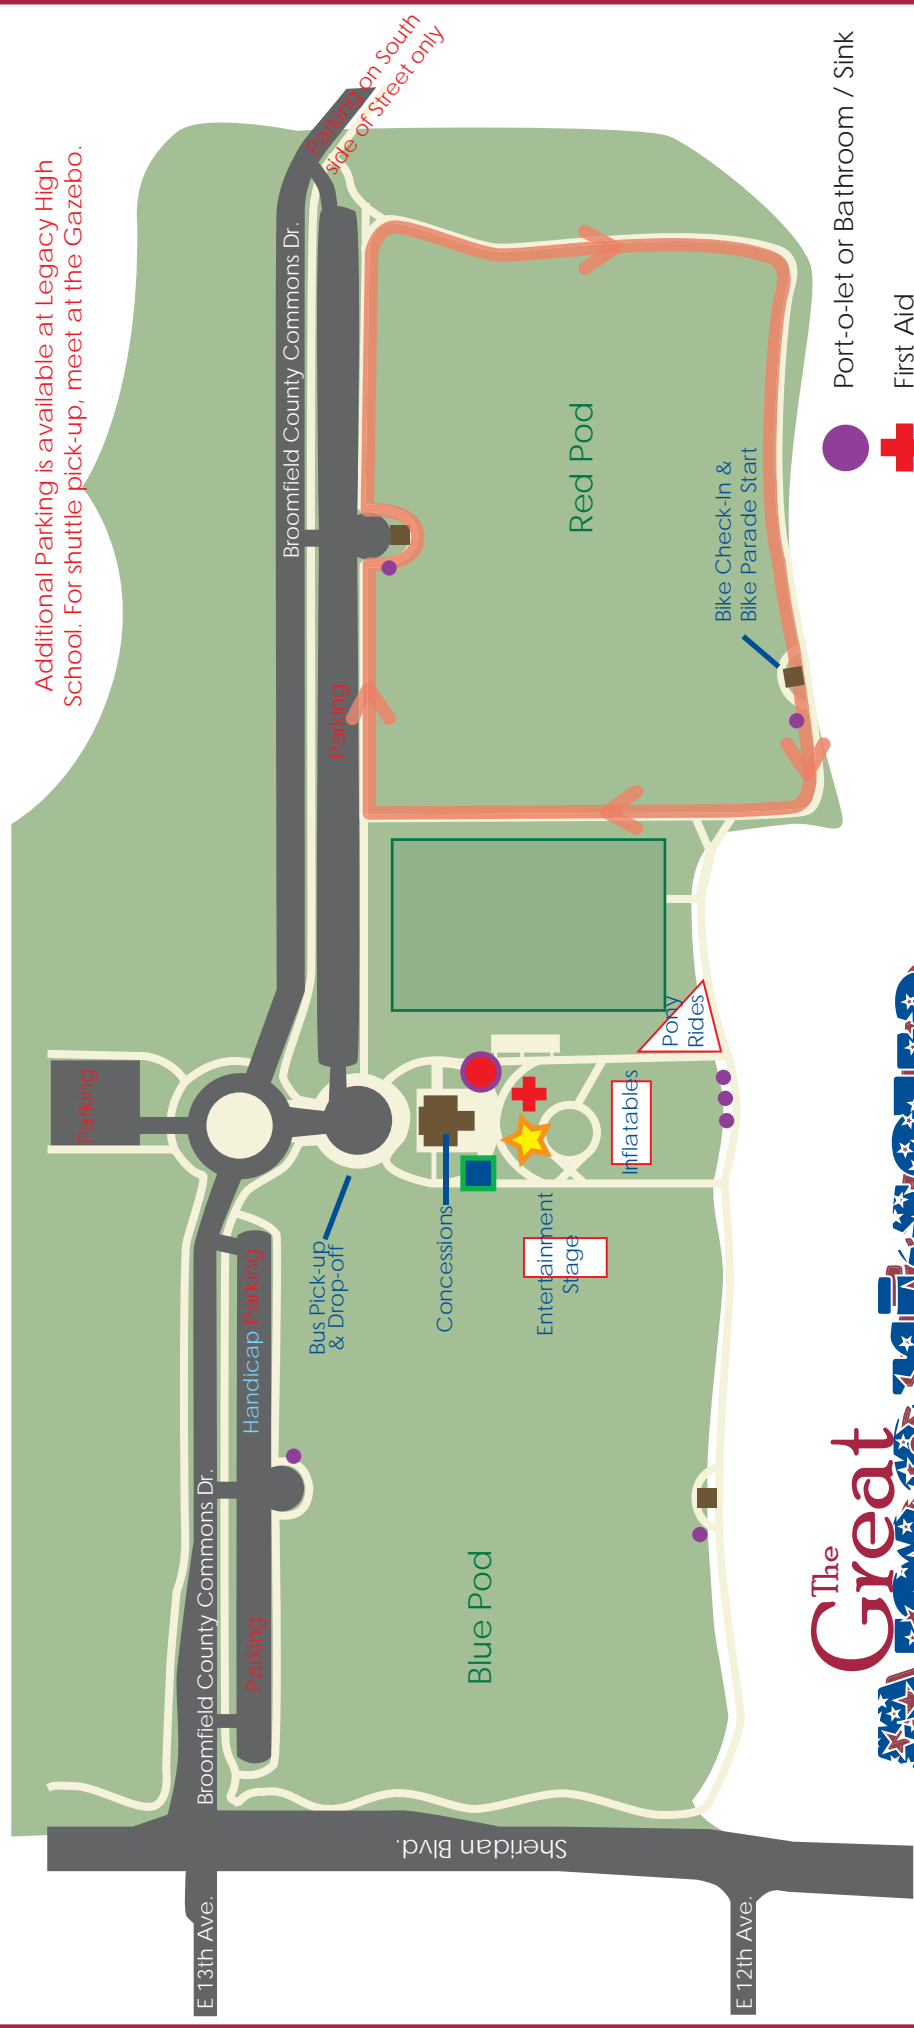 Additional Parking is available at Legacy High
School. For shuttle pick-up, meet at the Gazebo.
Parking on South
side of Street only
Broomfield County Commons Dr.
Parking
Parking
Red Pod
Bike Check-In &
Bike Parade Start
Pony
Rides
Inflatables
Entertainment
Stage
Concessions
Bus Pick-up
& Drop-off
Handicap Parking
Broomfield County Commons Dr.
Parking
Blue Pod
Sheridan Blvd.
E 13th Ave.
E 12th Ave.
Port-o-let or Bathroom / Sink
First Aid
The
Great